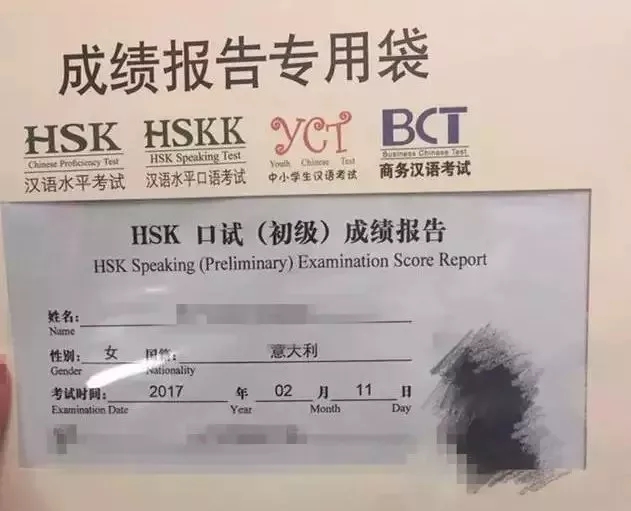 成绩报告专用袋
HSK HSKK YCT BCT
Chinese Proficiency Test HSK Speaking Test Youth Chinese Test Business Chinese Test
汉语水平考试 汉语水平口语考试 中小学生汉语考试 商务汉语考试
HSK 口试（初级）成绩报告
HSK Speaking (Preliminary) Examination Score Report
姓名:
Name
性别: 女 国籍: 意大利
Gender Nationality
考试时间: 2017 年 02 月 11 日
Examination Date Year Month Day